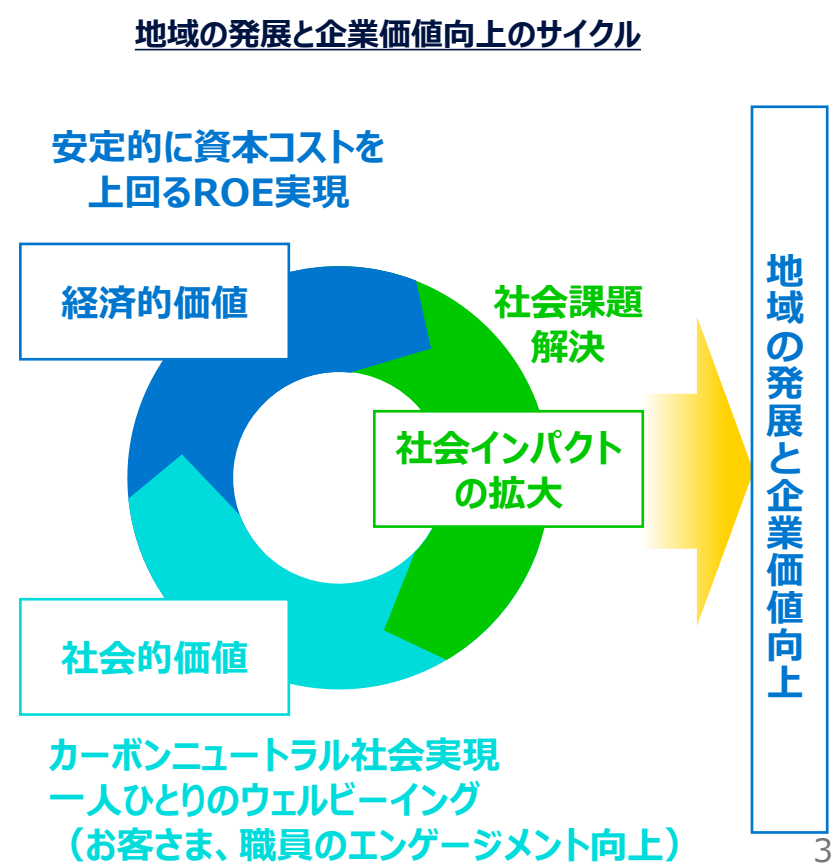 地域の発展と企業価値向上のサイクル
安定的に資本コストを
上回るROE実現
経済的価値
社会課題
解決
社会インパクト
の拡大
社会的価値
カーボンニュートラル社会実現
一人ひとりのウェルビーイング
（お客さま、職員のエンゲージメント向上）
地域の発展と企業価値向上
3